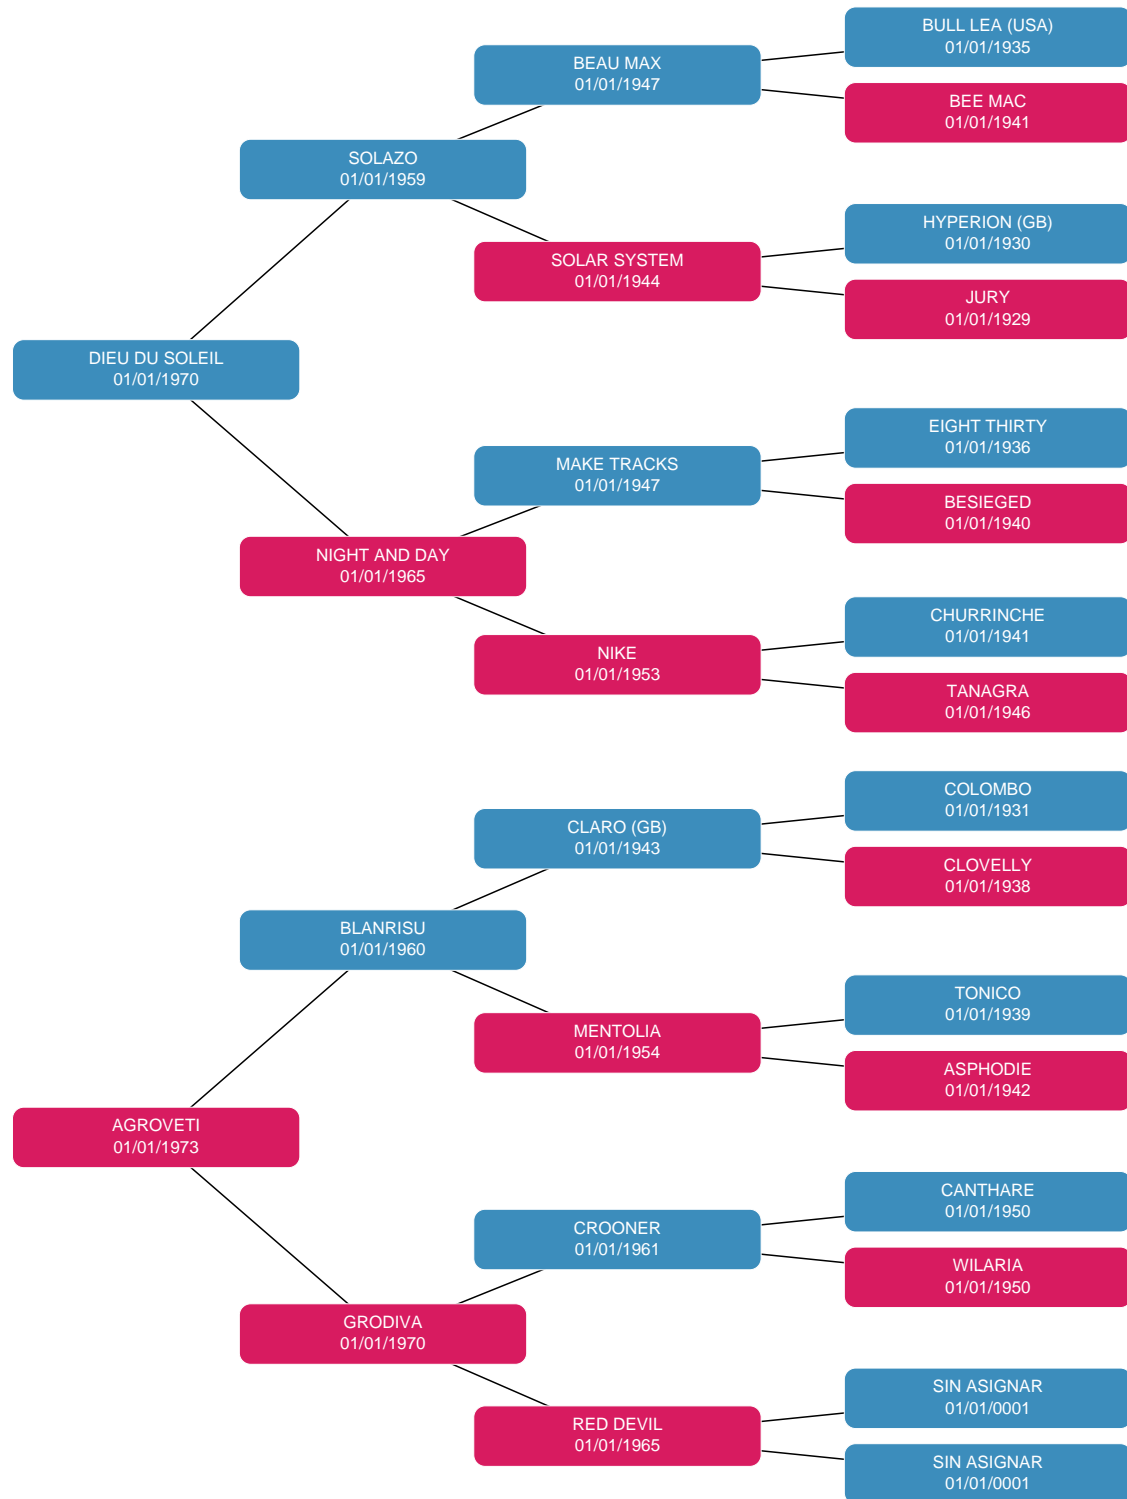 BULL LEA (USA)
01/01/1935
BEAU MAX
01/01/1947
BEE MAC
01/01/1941
SOLAZO
01/01/1959
HYPERION (GB)
01/01/1930
SOLAR SYSTEM
01/01/1944
JURY
01/01/1929
DIEU DU SOLEIL
01/01/1970
EIGHT THIRTY
01/01/1936
MAKE TRACKS
01/01/1947
BESIEGED
01/01/1940
NIGHT AND DAY
01/01/1965
CHURRINCHE
01/01/1941
NIKE
01/01/1953
TANAGRA
01/01/1946
COLOMBO
01/01/1931
CLARO (GB)
01/01/1943
CLOVELLY
01/01/1938
BLANRISU
01/01/1960
TONICO
01/01/1939
MENTOLIA
01/01/1954
ASPHODIE
01/01/1942
AGROVETI
01/01/1973
CANTHARE
01/01/1950
CROONER
01/01/1961
WILARIA
01/01/1950
GRODIVA
01/01/1970
SIN ASIGNAR
01/01/0001
RED DEVIL
01/01/1965
SIN ASIGNAR
01/01/0001